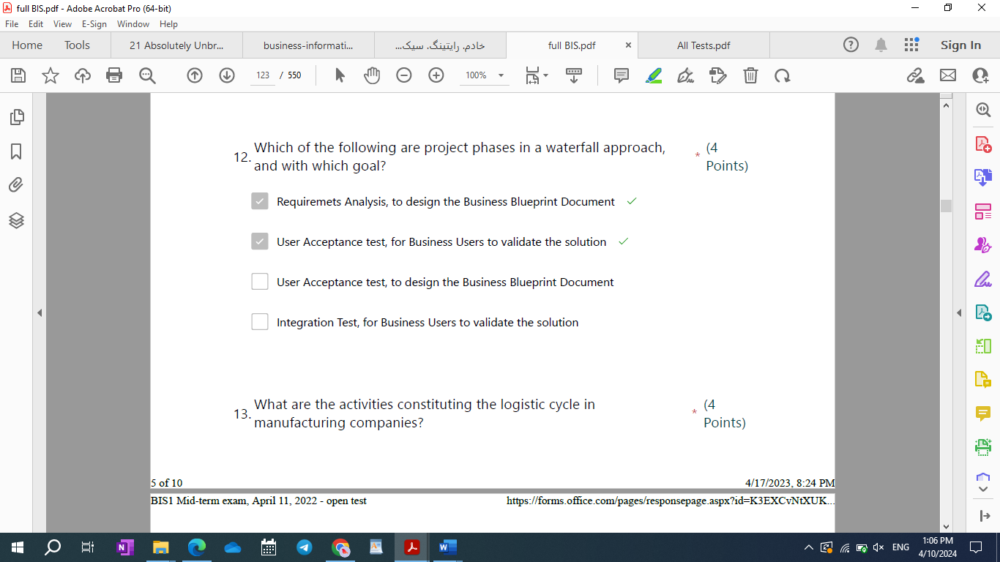 full BIS.pdf - Adobe Acrobat Pro (64-bit)
File Edit View E-Sign Window Help
Home Tools 21 Absolutely Unbr... business-informati... خادم. رایتینگ. سیک... full BIS.pdf × All Tests.pdf Sign In
123 / 550 100%
12. Which of the following are project phases in a waterfall approach, * (4
and with which goal? Points)
Requiremets Analysis, to design the Business Blueprint Document
User Acceptance test, for Business Users to validate the solution
User Acceptance test, to design the Business Blueprint Document
Integration Test, for Business Users to validate the solution
13. What are the activities constituting the logistic cycle in * (4
manufacturing companies? Points)
5 of 10 4/17/2023, 8:24 PM
BIS1 Mid-term exam, April 11, 2022 - open test https://forms.office.com/pages/responsepage.aspx?id=K3EXCvNtXUK...
ENG 1:06 PM
4/10/2024